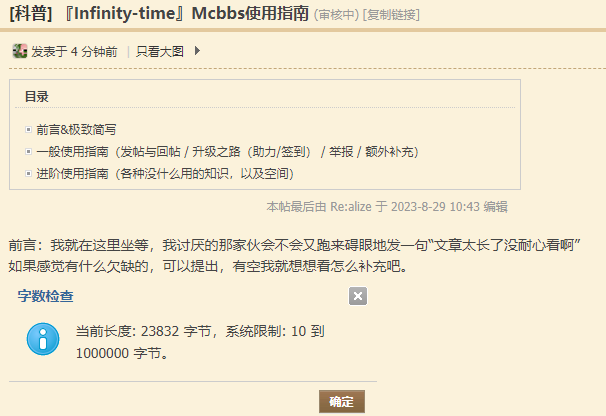 [科普] 『Infinity-time』Mcbbs使用指南 (审核中) [复制链接]
发表于 4 分钟前 | 只看大图
目录
前言&极致简写
一般使用指南（发帖与回帖 / 升级之路（助力/签到） / 举报 / 额外补充）
进阶使用指南（各种没什么用的知识，以及空间）
本帖最后由 Re:alize 于 2023-8-29 10:43 编辑
前言：我就在这里坐等，我讨厌的那家伙会不会又跑来碍眼地发一句“文章太长了没耐心看啊”
如果感觉有什么欠缺的，可以提出，有空我就想想看怎么补充吧。
字数检查
当前长度: 23832 字节，系统限制: 10 到
1000000 字节。
确定